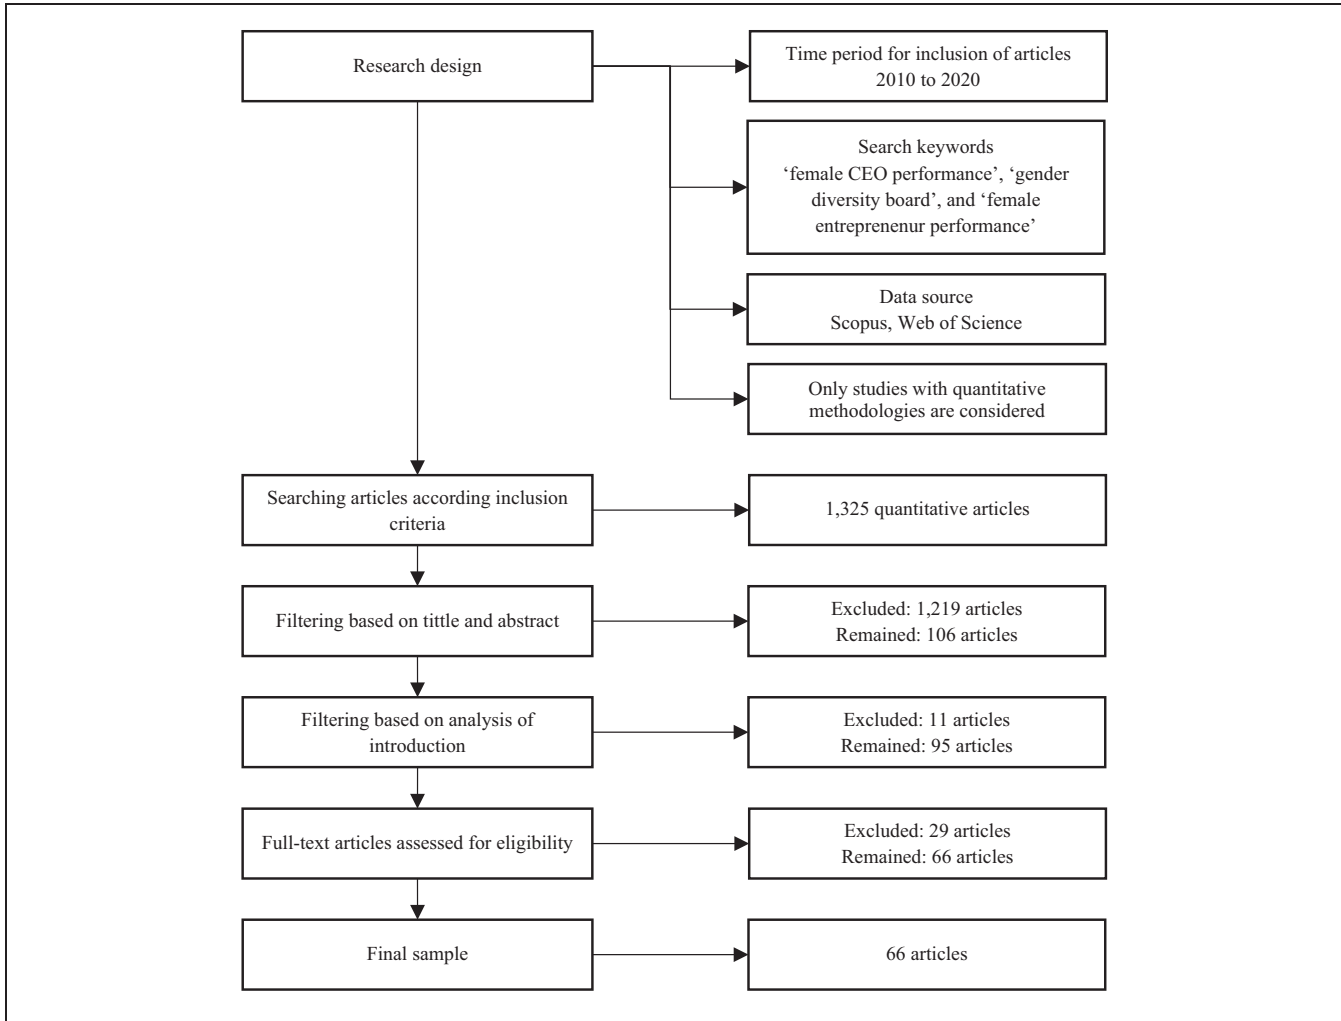 Research design
Time period for inclusion of articles
2010 to 2020
Search keywords
‘female CEO performance’, ‘gender
diversity board’, and ‘female
entreprenenur performance’
Data source
Scopus, Web of Science
Only studies with quantitative
methodologies are considered
Searching articles according inclusion
criteria
1,325 quantitative articles
Filtering based on tittle and abstract
Excluded: 1,219 articles
Remained: 106 articles
Filtering based on analysis of
introduction
Excluded: 11 articles
Remained: 95 articles
Full-text articles assessed for eligibility
Excluded: 29 articles
Remained: 66 articles
Final sample
66 articles